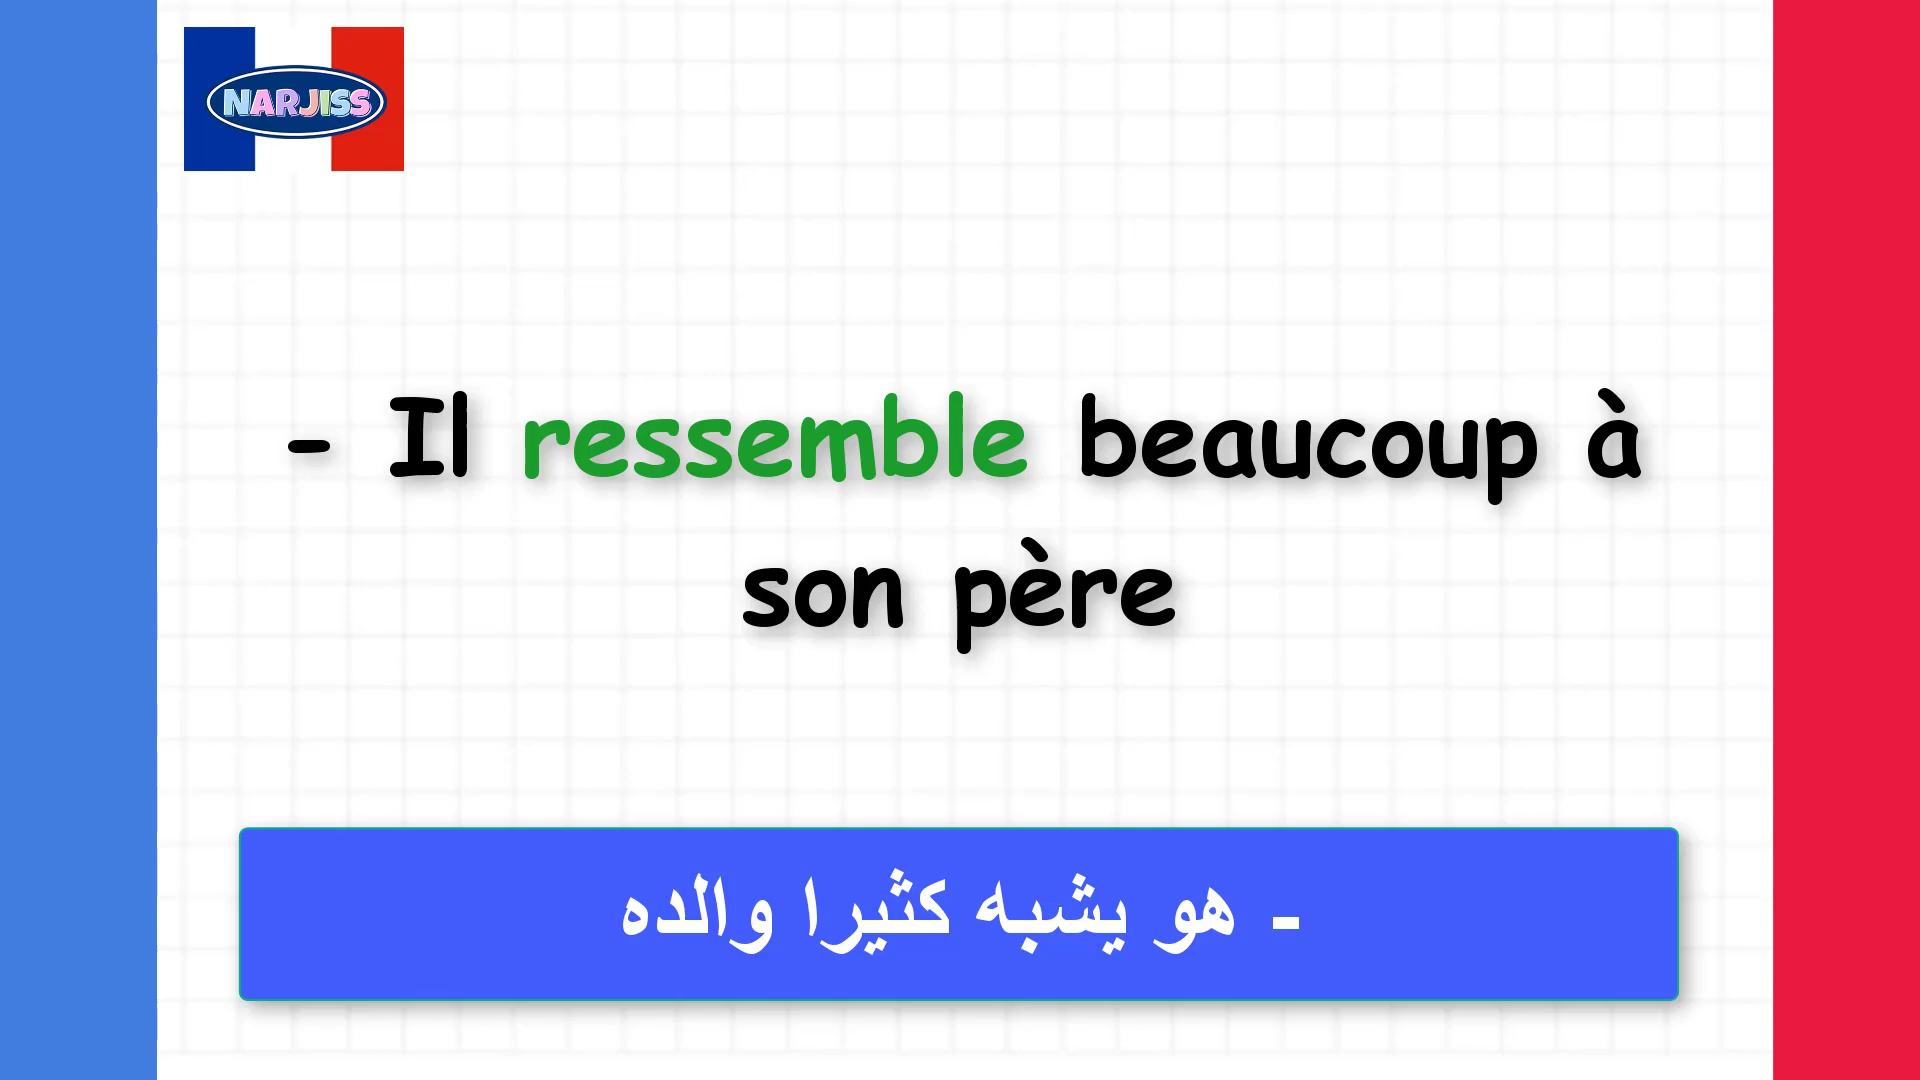 NARJISS
- Il ressemble beaucoup à
son père
- هو يشبه كثيرا والده